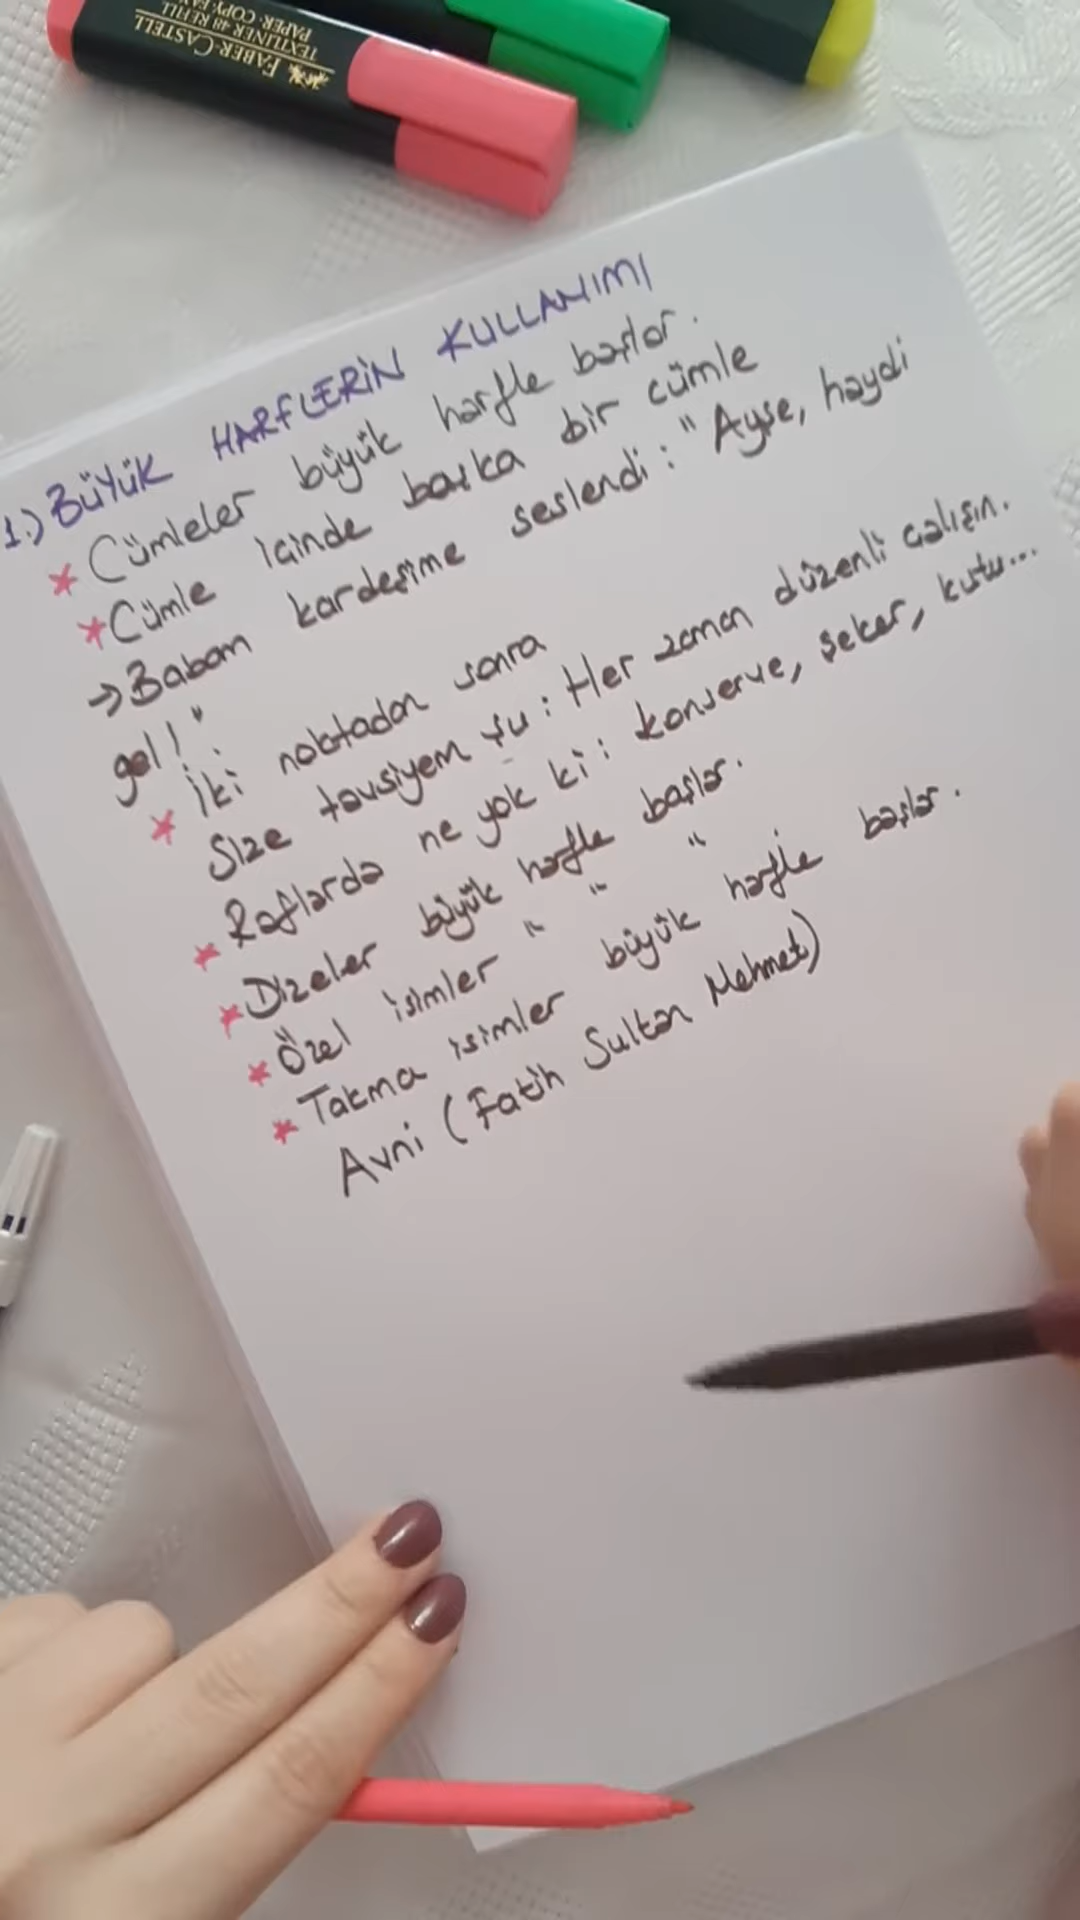 FABER-CASTELL
TEXTLINER 48 REFILL
1.) BÜYÜK HARFLERİN KULLANIMI
* Cümleler büyük harfle başlar.
* Cümle içinde başka bir cümle
→ Babam kardeşime seslendi : "Ayşe, haydi
gel!"
* İki noktadan sonra
Size tavsiyem şu : Her zaman düzenli çalışın.
Raflarda ne yok ki : konserve, şeker, kutu...
* Dizeler büyük harfle başlar.
* Özel isimler " " "
* Takma isimler büyük harfle başlar.
Avni (Fatih Sultan Mehmet)